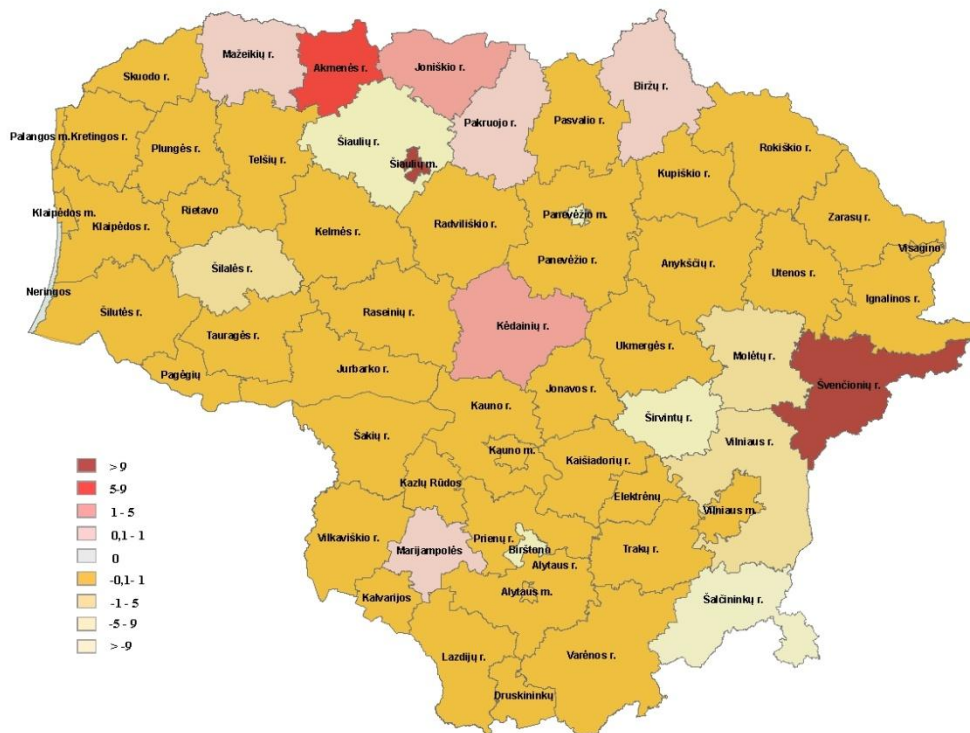 Mažeikių r.
Akmenės r.
Joniškio r.
Skuodo r.
Biržų r.
Pakruojo r.
Pasvalio r.
Palangos m.
Kretingos r.
Plungės r.
Telšių r.
Šiaulių r.
Šiaulių m.
Rokiškio r.
Kupiškio r.
Klaipėdos m.
Klaipėdos r.
Rietavo
Kelmės r.
Radviliškio r.
Panevėžio m.
Zarasų r.
Visagino
Panevėžio r.
Anykščių r.
Utenos r.
Ignalinos r.
Šilalės r.
Neringos
Šilutės r.
Raseinių r.
Kėdainių r.
Tauragės r.
Ukmergės r.
Molėtų r.
Pagėgių
Jurbarko r.
Jonavos r.
Švenčionių r.
Kauno r.
Širvintų r.
Šakių r.
Vilniaus r.
Kauno m.
Kaišiadorių r.
Kazlų Rūdos
Elektrėnų
Vilniaus m.
Vilkaviškio r.
Prienų r.
Marijampolės
Birštono
Trakų r.
Alytaus r.
Kalvarijos
Alytaus m.
Šalčininkų r.
Lazdijų r.
Varėnos r.
Druskininkų
> 9
5-9
1 - 5
0,1 - 1
0
-0,1- 1
-1 - 5
-5 - 9
> -9